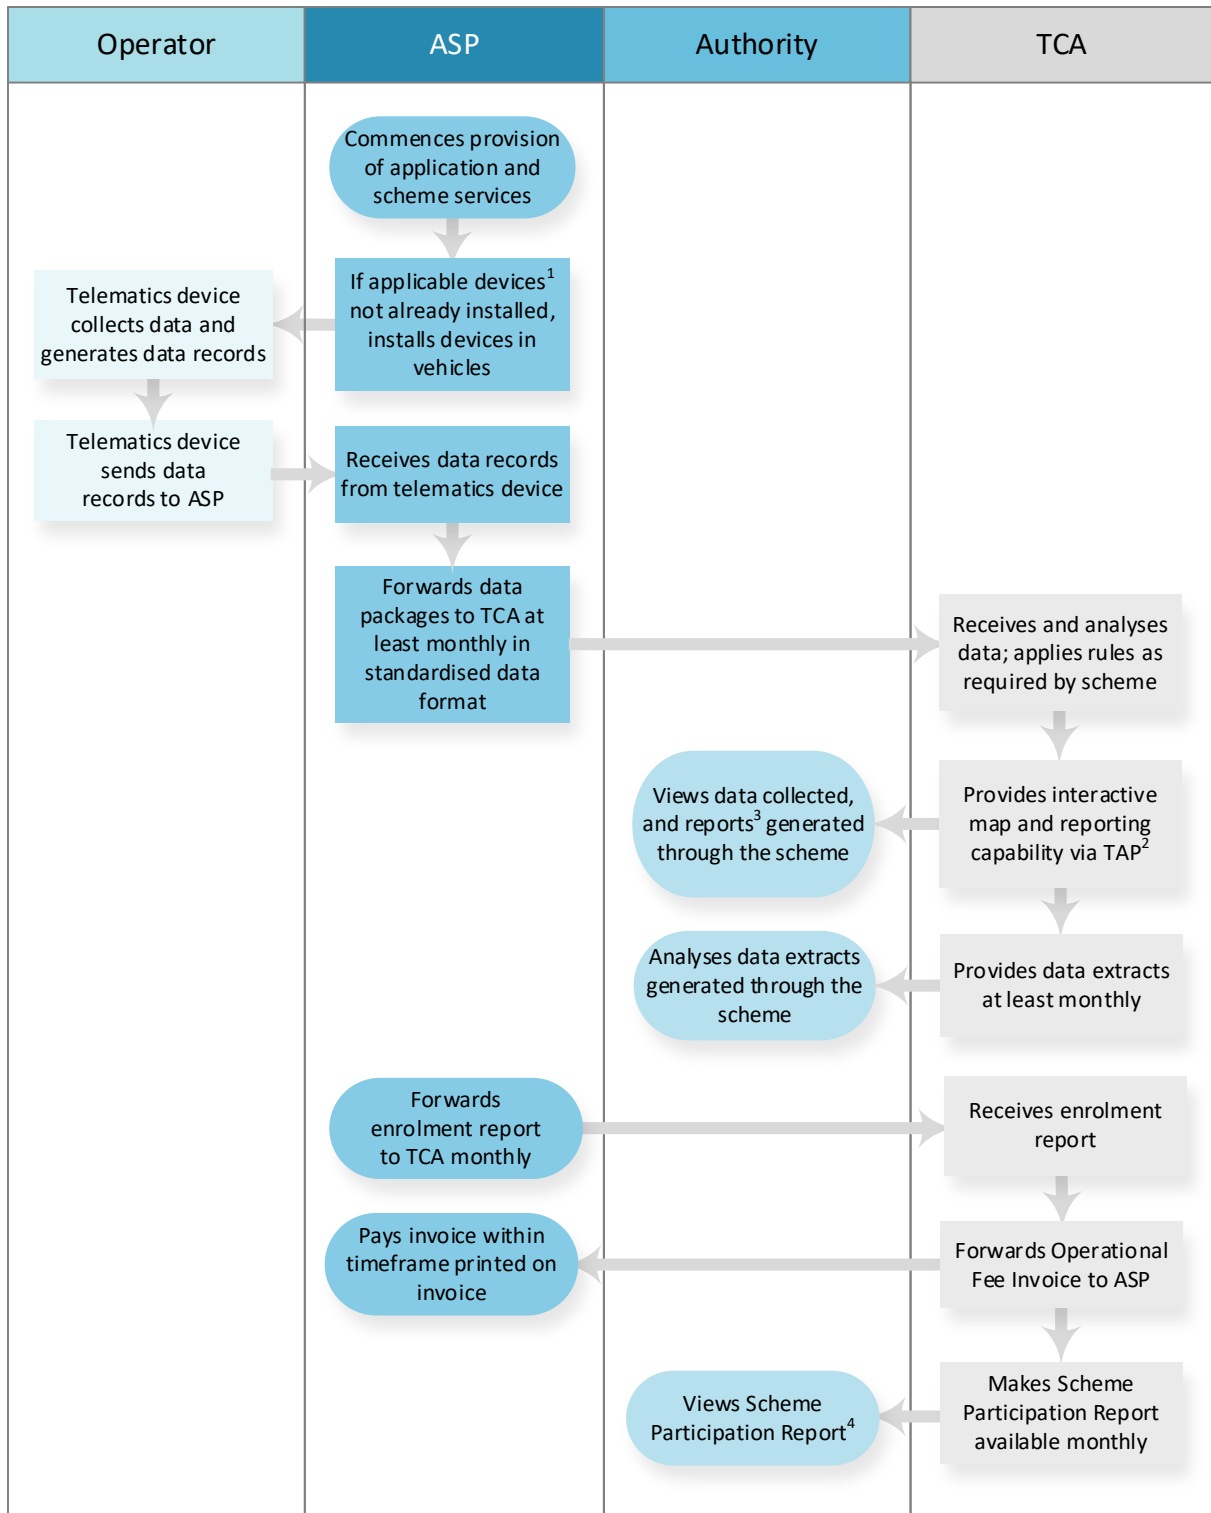 Operator
ASP
Authority
TCA
Commences provision
of application and
scheme services
If applicable devices¹
not already installed,
installs devices in
vehicles
Telematics device
collects data and
generates data records
Telematics device
sends data
records to ASP
Receives data records
from telematics device
Forwards data
packages to TCA at
least monthly in
standardised data
format
Receives and analyses
data; applies rules as
required by scheme
Views data collected,
and reports³ generated
through the scheme
Provides interactive
map and reporting
capability via TAP²
Analyses data extracts
generated through the
scheme
Provides data extracts
at least monthly
Forwards
enrolment report
to TCA monthly
Receives enrolment
report
Pays invoice within
timeframe printed on
invoice
Forwards Operational
Fee Invoice to ASP
Views Scheme
Participation Report⁴
Makes Scheme
Participation Report
available monthly